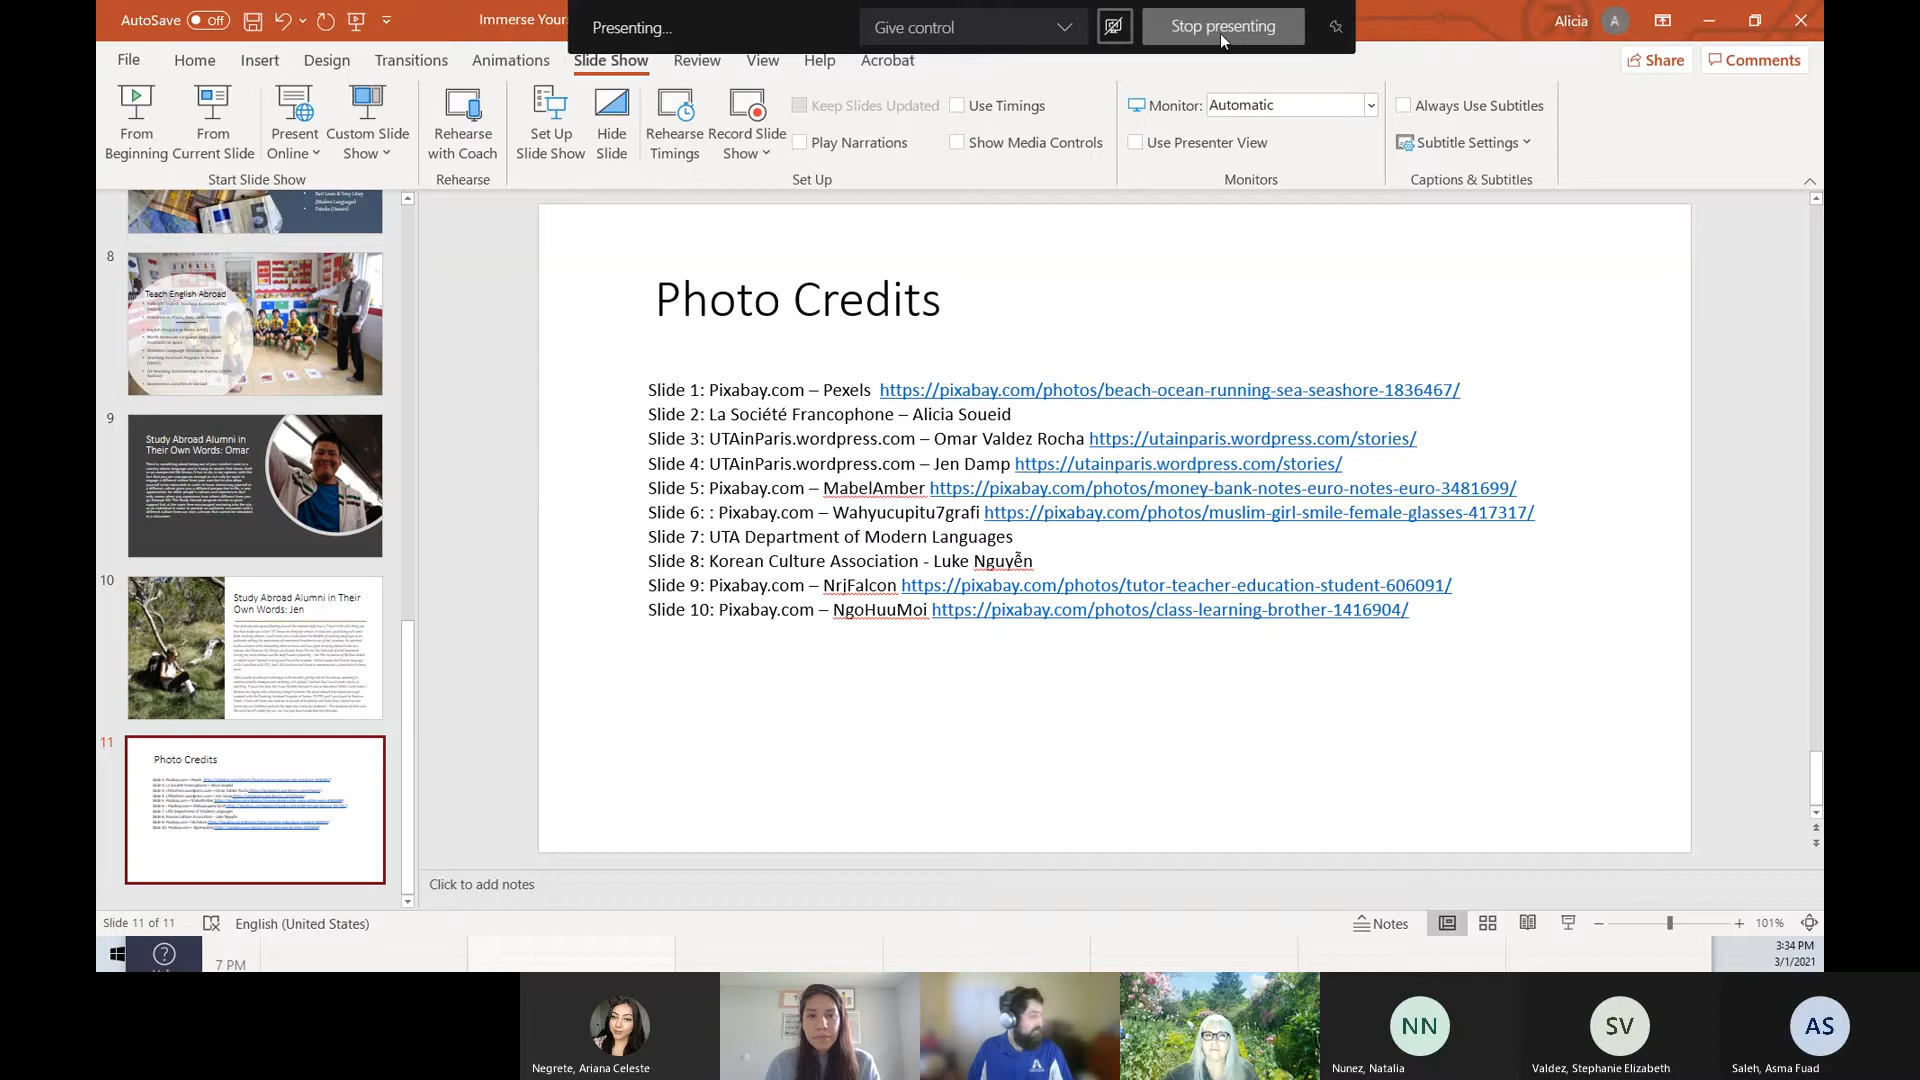 AutoSave Off
Immerse Your
Presenting...
Give control
Stop presenting
Alicia A
File Home Insert Design Transitions Animations Slide Show Review View Help Acrobat
Share Comments
From Beginning
From Current Slide
Present Online
Custom Slide Show
Start Slide Show
Rehearse with Coach
Rehearse
Set Up Slide Show
Hide Slide
Rehearse Timings
Record Slide Show
Keep Slides Updated
Play Narrations
Use Timings
Show Media Controls
Set Up
Monitor: Automatic
Use Presenter View
Monitors
Always Use Subtitles
Subtitle Settings
Captions & Subtitles
8
Teach English Abroad
9
Study Abroad Alumni in
Their Own Words: Omar
10
Study Abroad Alumni in Their
Own Words: Jen
11
Photo Credits
Photo Credits
Slide 1: Pixabay.com – Pexels https://pixabay.com/photos/beach-ocean-running-sea-seashore-1836467/
Slide 2: La Société Francophone – Alicia Soueid
Slide 3: UTAinParis.wordpress.com – Omar Valdez Rocha https://utainparis.wordpress.com/stories/
Slide 4: UTAinParis.wordpress.com – Jen Damp https://utainparis.wordpress.com/stories/
Slide 5: Pixabay.com – MabelAmber https://pixabay.com/photos/money-bank-notes-euro-notes-euro-3481699/
Slide 6: : Pixabay.com – Wahyucupitu7grafi https://pixabay.com/photos/muslim-girl-smile-female-glasses-417317/
Slide 7: UTA Department of Modern Languages
Slide 8: Korean Culture Association - Luke Nguyễn
Slide 9: Pixabay.com – NrjFalcon https://pixabay.com/photos/tutor-teacher-education-student-606091/
Slide 10: Pixabay.com – NgoHuuMoi https://pixabay.com/photos/class-learning-brother-1416904/
Click to add notes
Slide 11 of 11
English (United States)
Notes
101%
7 PM
3:34 PM
3/1/2021
NN
SV
AS
Negrete, Ariana Celeste
Nunez, Natalia
Valdez, Stephanie Elizabeth
Saleh, Asma Fuad